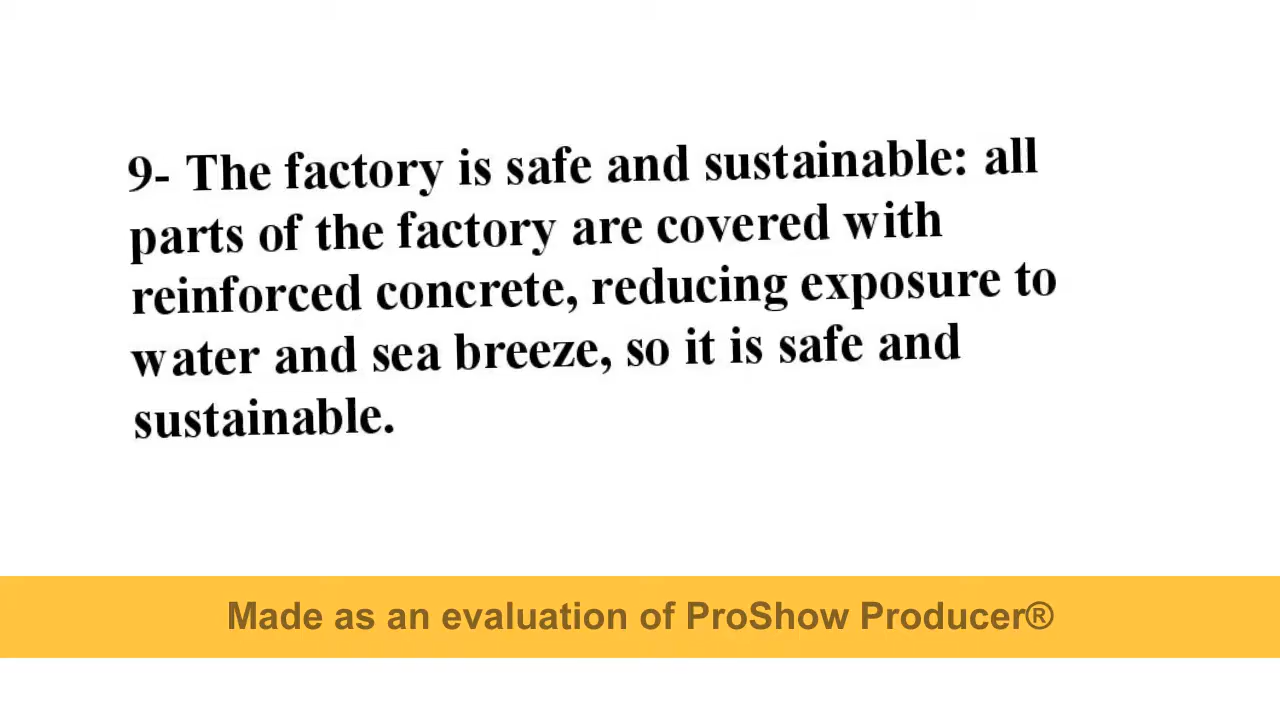 9- The factory is safe and sustainable: all
parts of the factory are covered with
reinforced concrete, reducing exposure to
water and sea breeze, so it is safe and
sustainable.
Made as an evaluation of ProShow Producer®